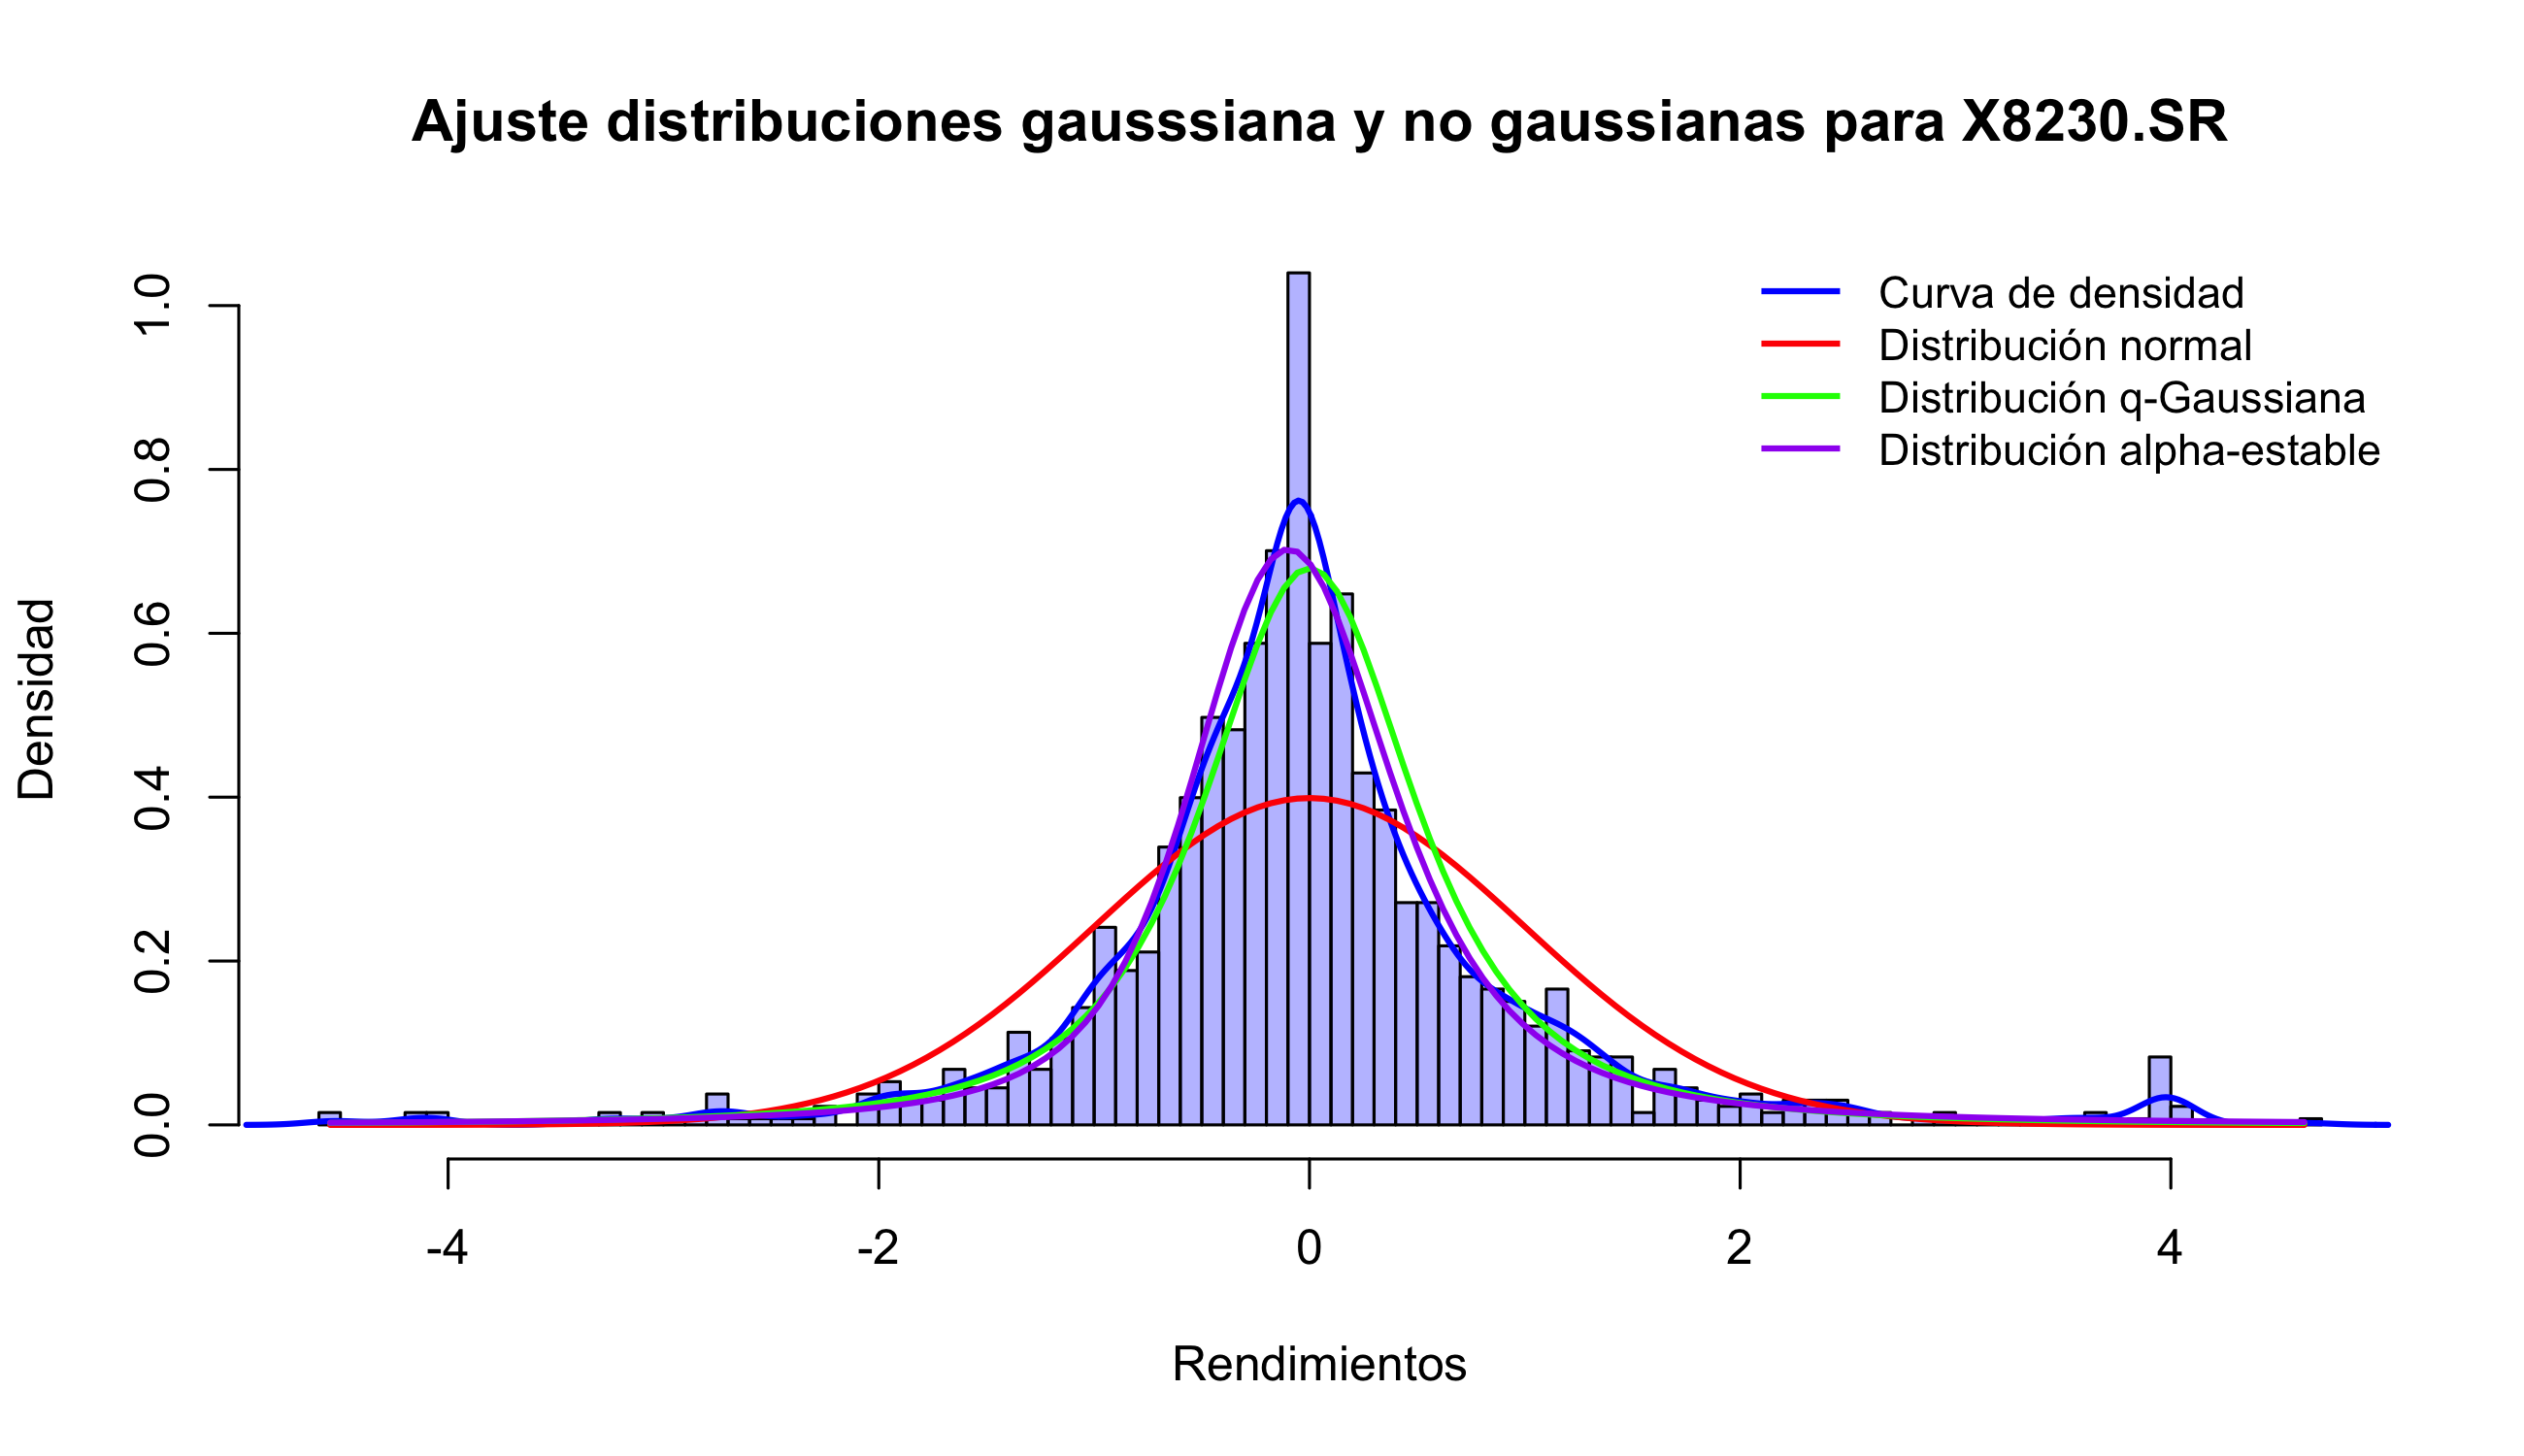 Ajuste distribuciones gausssiana y no gaussianas para X8230.SR
Curva de densidad
Distribución normal
Distribución q-Gaussiana
Distribución alpha-estable
Densidad
1.0
0.8
0.6
0.4
0.2
0.0
-4 -2 0 2 4
Rendimientos